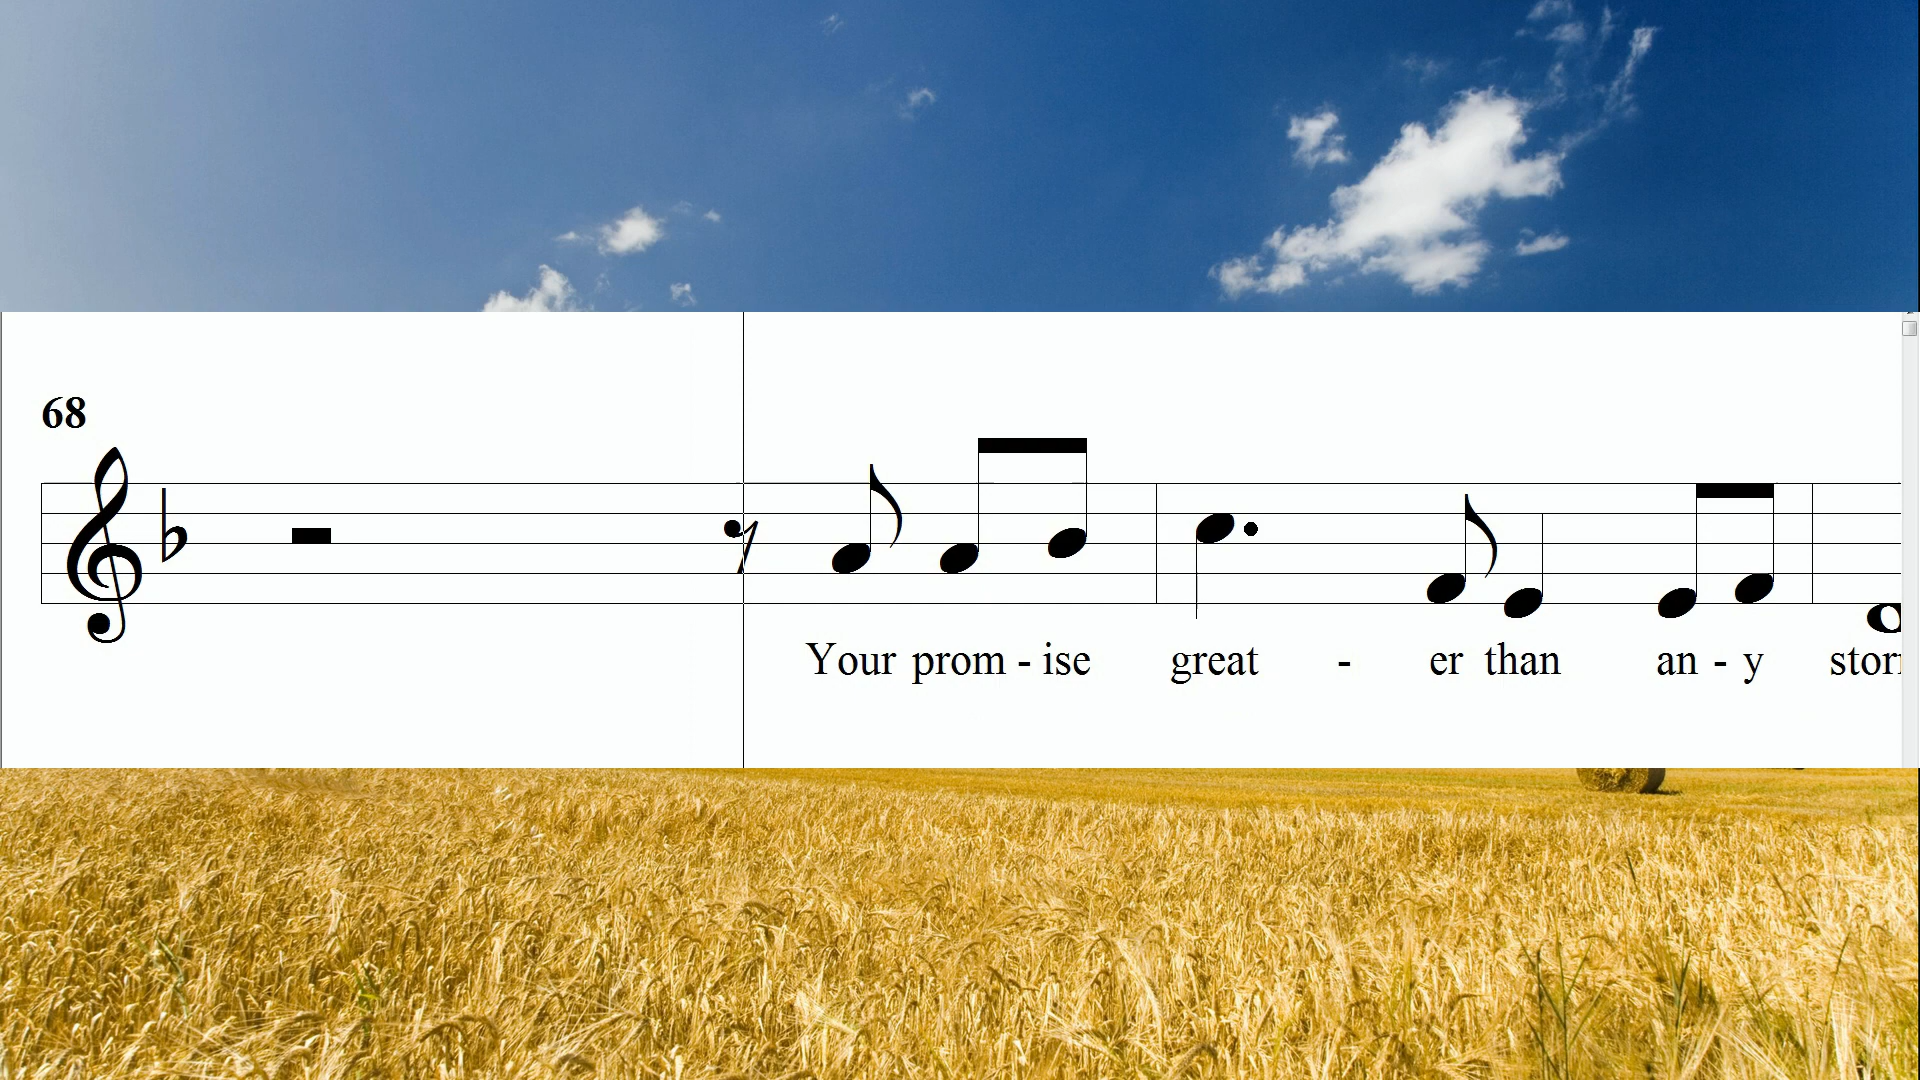 68
Your prom - ise great - er than an - y